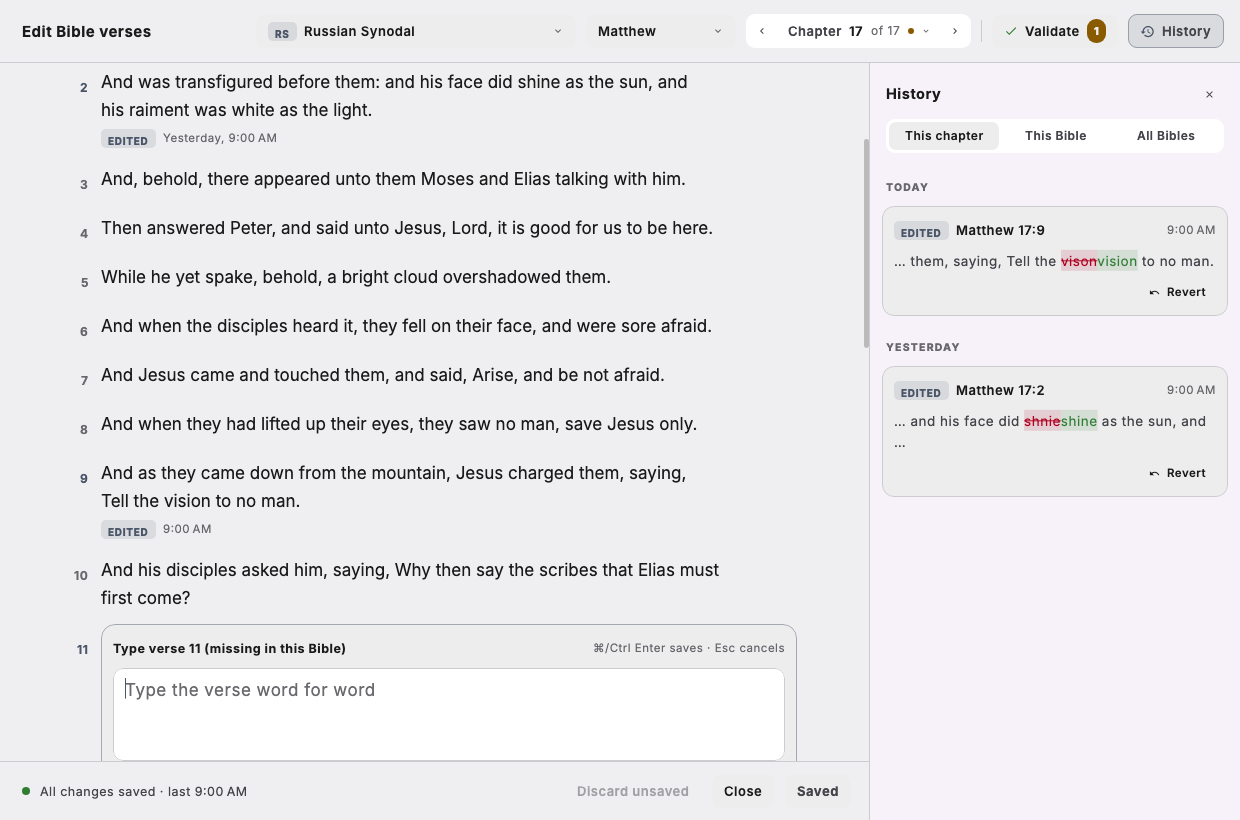 Edit Bible verses
RS Russian Synodal
Matthew
Chapter 17 of 17
Validate 1
History
2 And was transfigured before them: and his face did shine as the sun, and
his raiment was white as the light.
EDITED Yesterday, 9:00 AM
3 And, behold, there appeared unto them Moses and Elias talking with him.
4 Then answered Peter, and said unto Jesus, Lord, it is good for us to be here.
5 While he yet spake, behold, a bright cloud overshadowed them.
6 And when the disciples heard it, they fell on their face, and were sore afraid.
7 And Jesus came and touched them, and said, Arise, and be not afraid.
8 And when they had lifted up their eyes, they saw no man, save Jesus only.
9 And as they came down from the mountain, Jesus charged them, saying,
Tell the vision to no man.
EDITED 9:00 AM
10 And his disciples asked him, saying, Why then say the scribes that Elias must
first come?
11 Type verse 11 (missing in this Bible) ⌘/Ctrl Enter saves · Esc cancels
Type the verse word for word
All changes saved · last 9:00 AM
Discard unsaved
Close
Saved
History ×
This chapter
This Bible
All Bibles
TODAY
EDITED Matthew 17:9 9:00 AM
... them, saying, Tell the visonvision to no man.
Revert
YESTERDAY
EDITED Matthew 17:2 9:00 AM
... and his face did shnieshine as the sun, and
...
Revert